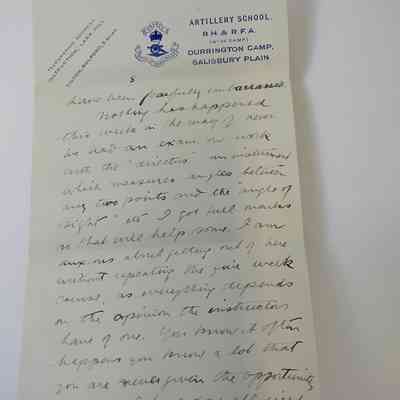 ARTILLERY SCHOOL.
R.H & R.F.A.
DURRINGTON CAMP,
SALISBURY PLAIN
TELEPHONE,
5
have been painfully embarrassed.
Nothing has happened
this week in the way of news
we had an exam on work
with the "director" an instrument
which measures angles between
any two points and the "angle of
sight" etc I got full marks
so that will help some. I am
anxious about getting out of here
without repeating the five week
course, as everything depends
on the opinion the instructors
have of one. You know it often
happens you know a lot that
you are never given the opportunity